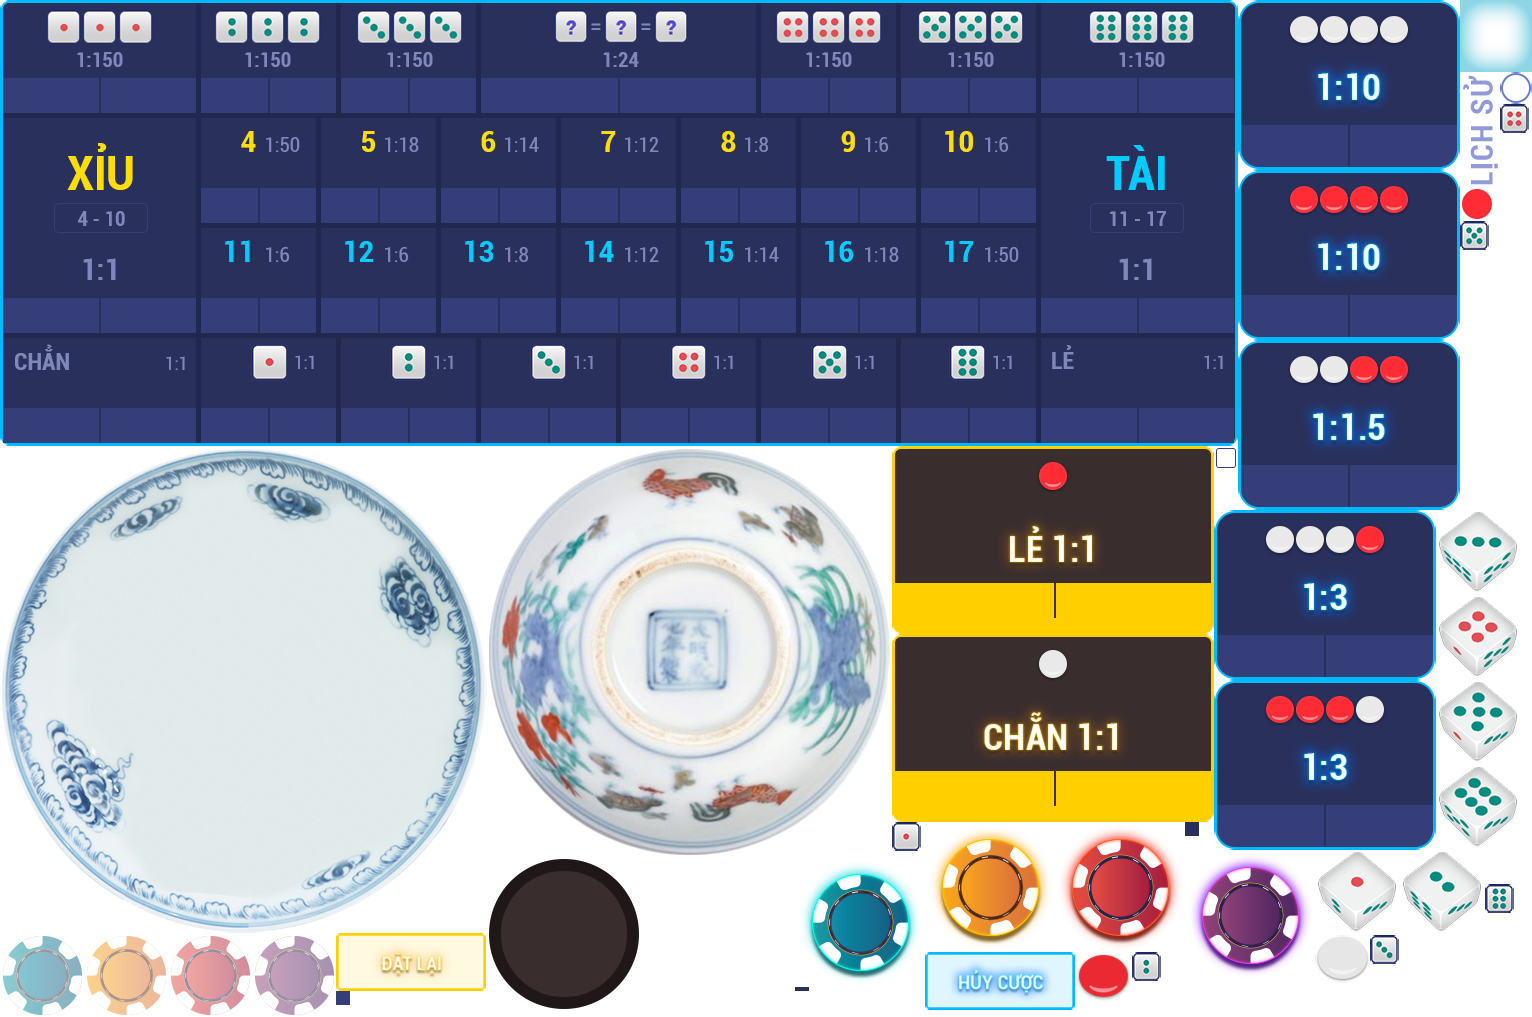 ? = ? = ?
1:150 1:150 1:150 1:24 1:150 1:150 1:150
XỈU
4 - 10
1:1
4 1:50 5 1:18 6 1:14 7 1:12 8 1:8 9 1:6 10 1:6
11 1:6 12 1:6 13 1:8 14 1:12 15 1:14 16 1:18 17 1:50
TÀI
11 - 17
1:1
CHẲN 1:1 1:1 1:1 1:1 1:1 1:1 1:1 LẺ 1:1
1:10
1:10
1:1.5
1:3
1:3
LỊCH SỬ
LẺ 1:1
CHẴN 1:1
ĐẶT LẠI
HỦY CƯỢC